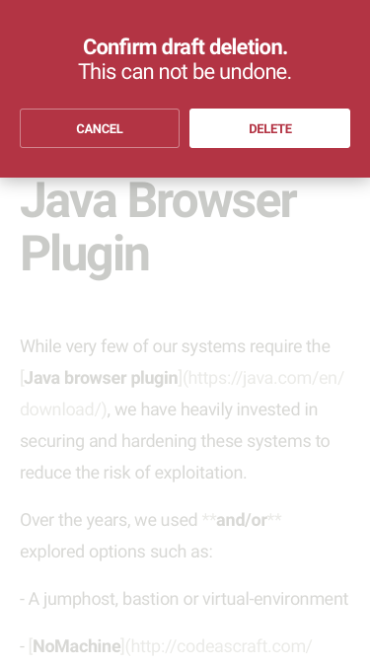 Confirm draft deletion.
This can not be undone.
CANCEL
DELETE
Java Browser
Plugin
While very few of our systems require the
[Java browser plugin](https://java.com/en/
download/), we have heavily invested in
securing and hardening these systems to
reduce the risk of exploitation.
Over the years, we used **and/or**
explored options such as:
- A jumphost, bastion or virtual-environment
- [NoMachine](http://codeascraft.com/